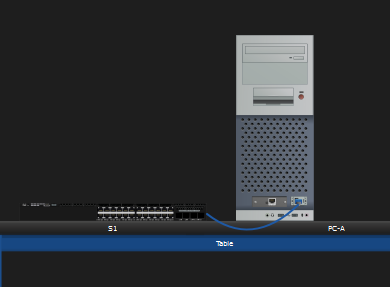 S1
PC-A
Table